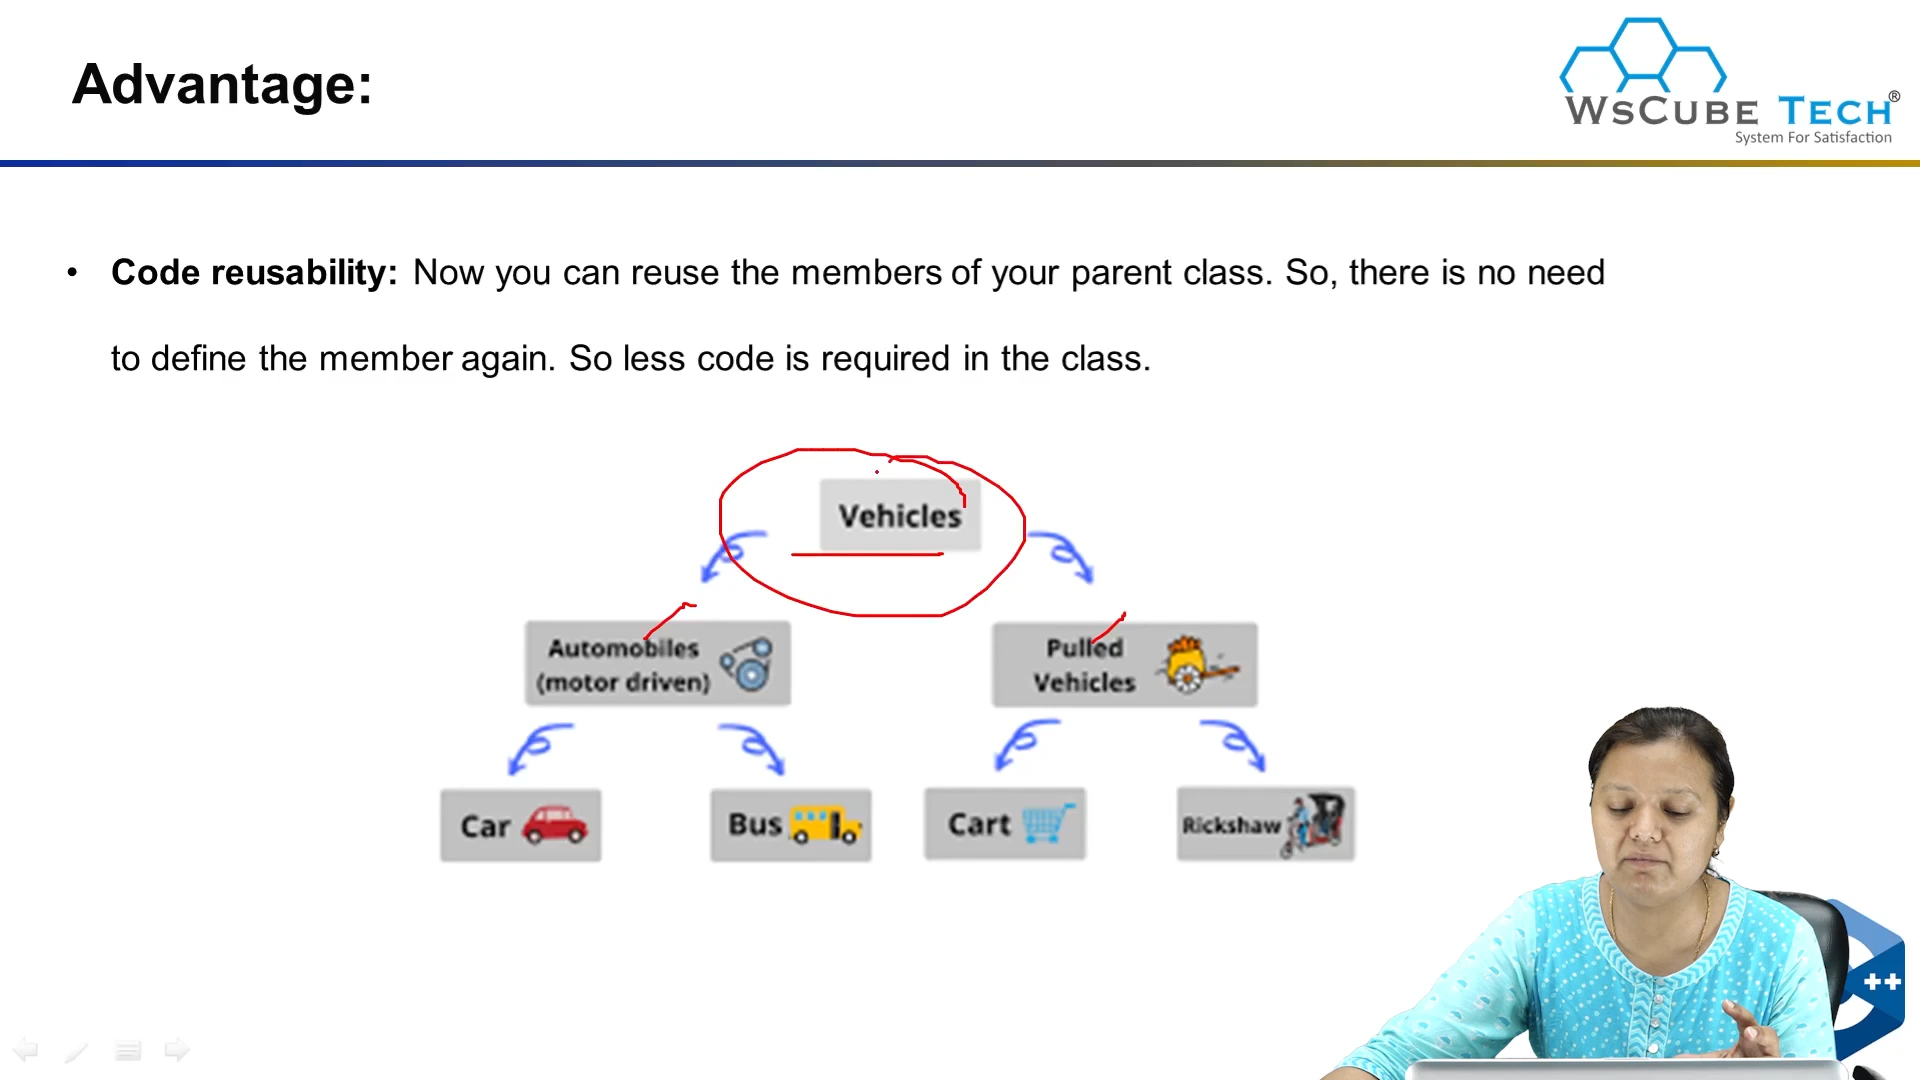 Advantage:
WsCube Tech®
System For Satisfaction
• Code reusability: Now you can reuse the members of your parent class. So, there is no need
to define the member again. So less code is required in the class.
Vehicles
Automobiles
(motor driven)
Pulled
Vehicles
Car
Bus
Cart
Rickshaw
++